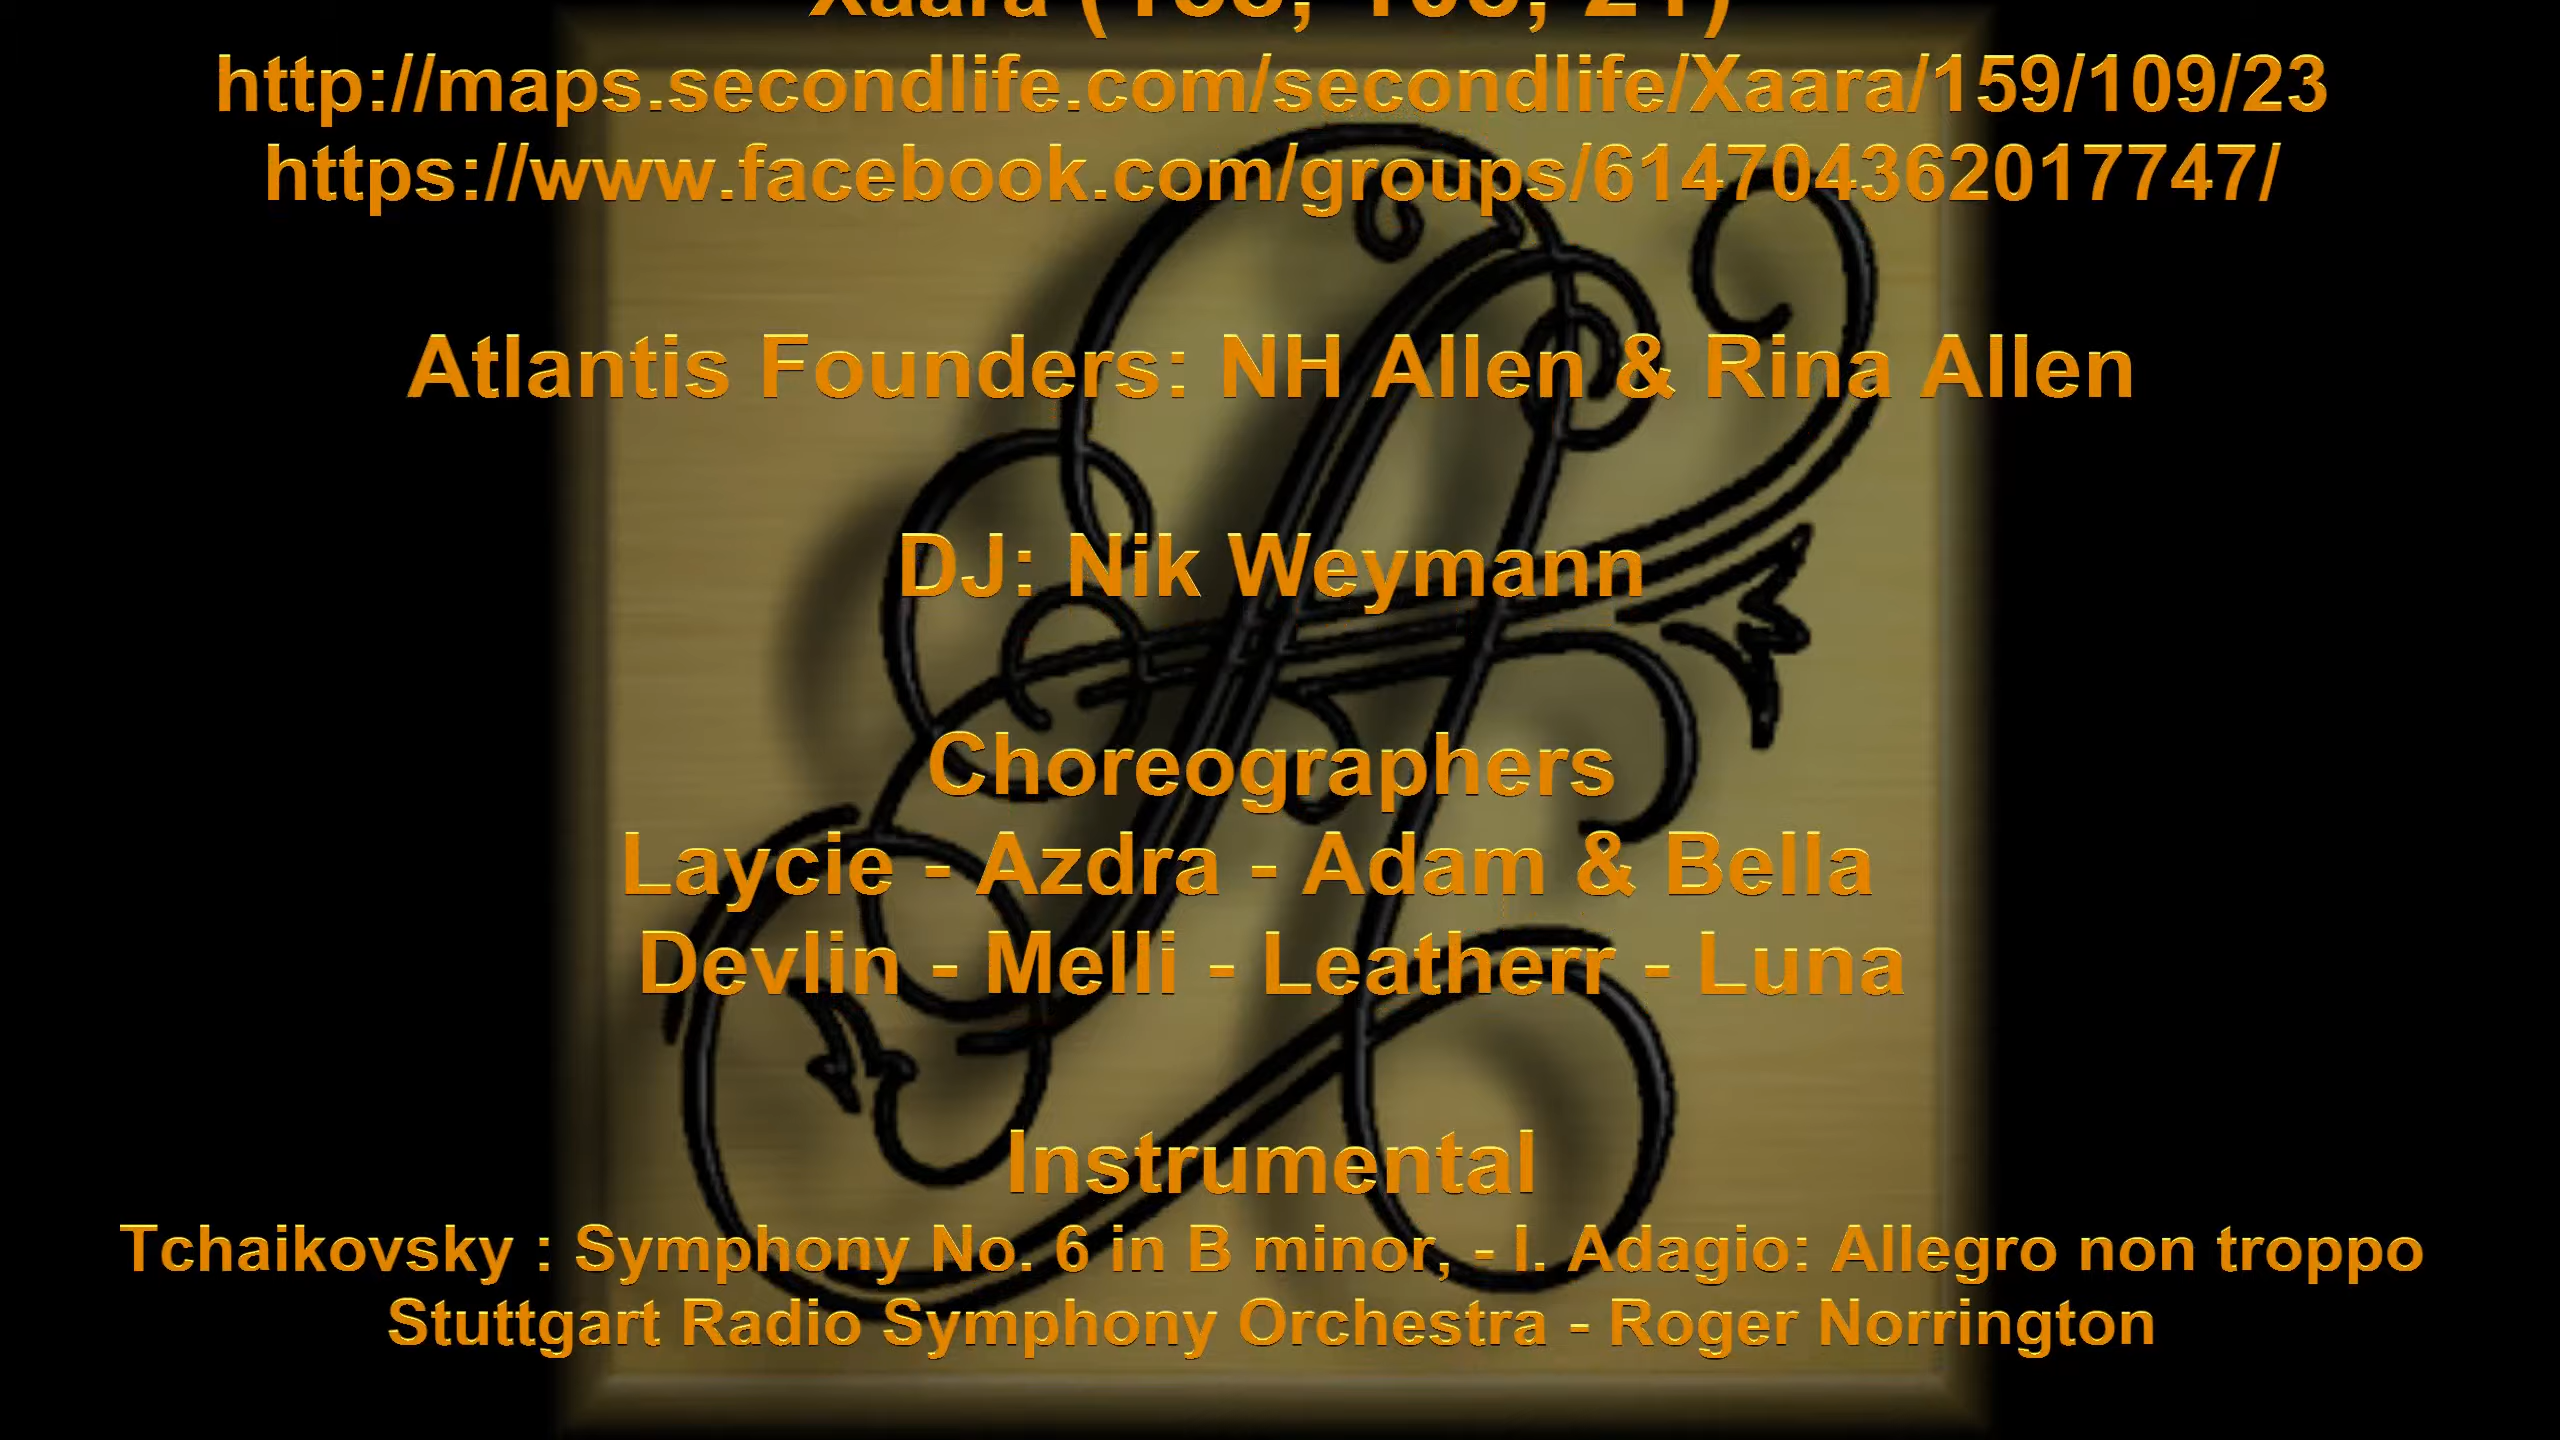 Xaara (
http://maps.secondlife.com/secondlife/Xaara/159/109/23
https://www.facebook.com/groups/614704362017747/
Atlantis Founders: NH Allen & Rina Allen
DJ: Nik Weymann
Choreographers
Laycie - Azdra - Adam & Bella
Devlin - Melli - Leatherr - Luna
Instrumental
Tchaikovsky : Symphony No. 6 in B minor, - I. Adagio: Allegro non troppo
Stuttgart Radio Symphony Orchestra - Roger Norrington